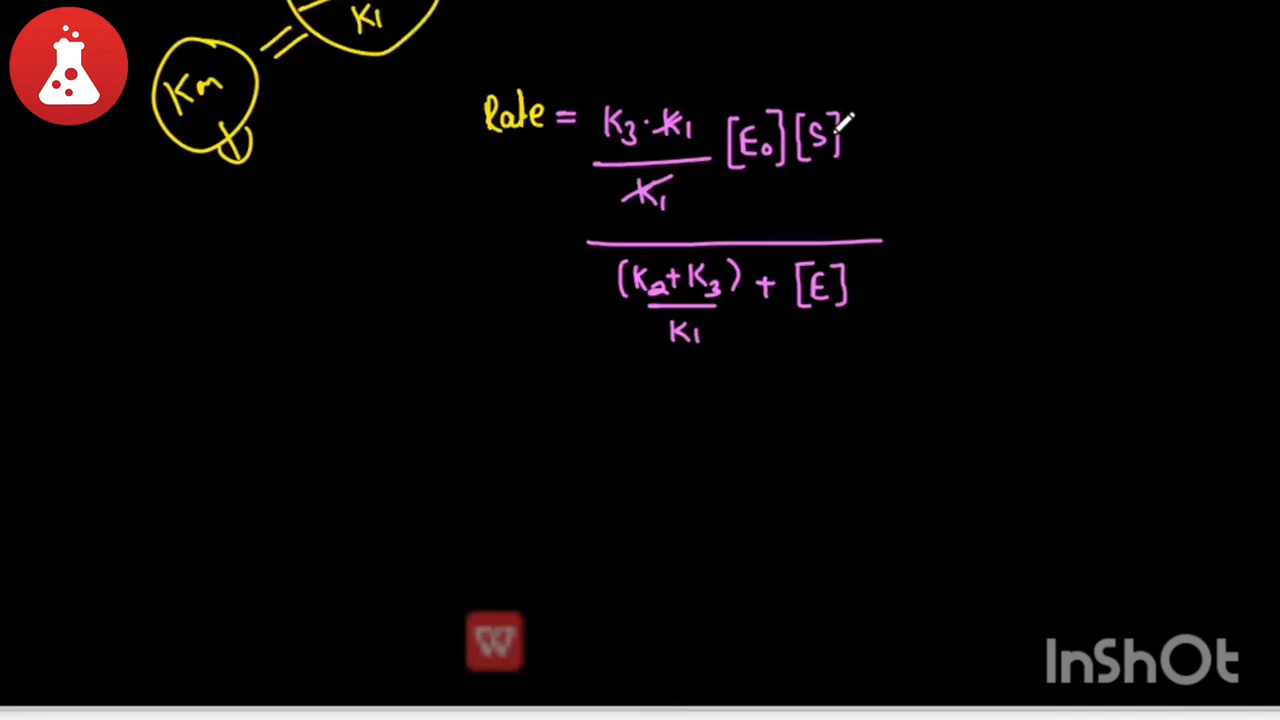 K1
Km
Rate = K3 · K1 [E0][S]
K1
(K2+K3) + [E]
K1
InShOt